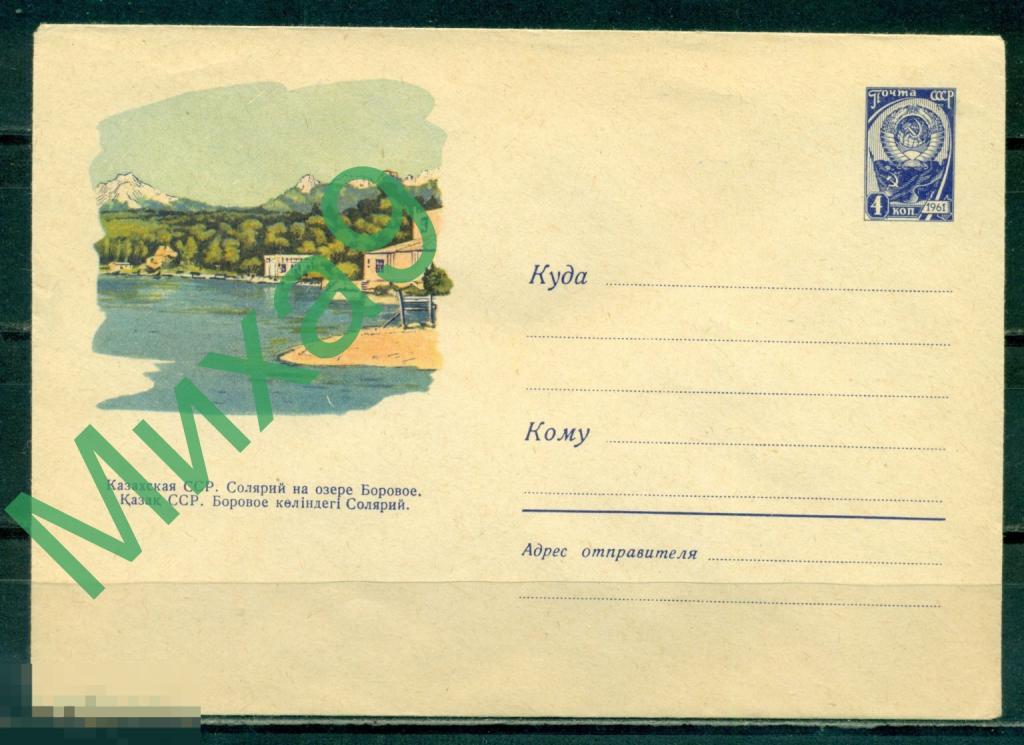 Почта СССР
4 коп. 1961
Куда
Кому
Казахская ССР. Солярий на озере Боровое.
Қазақ ССР. Боровое көліндегі Солярий.
Адрес отправителя
Миха9